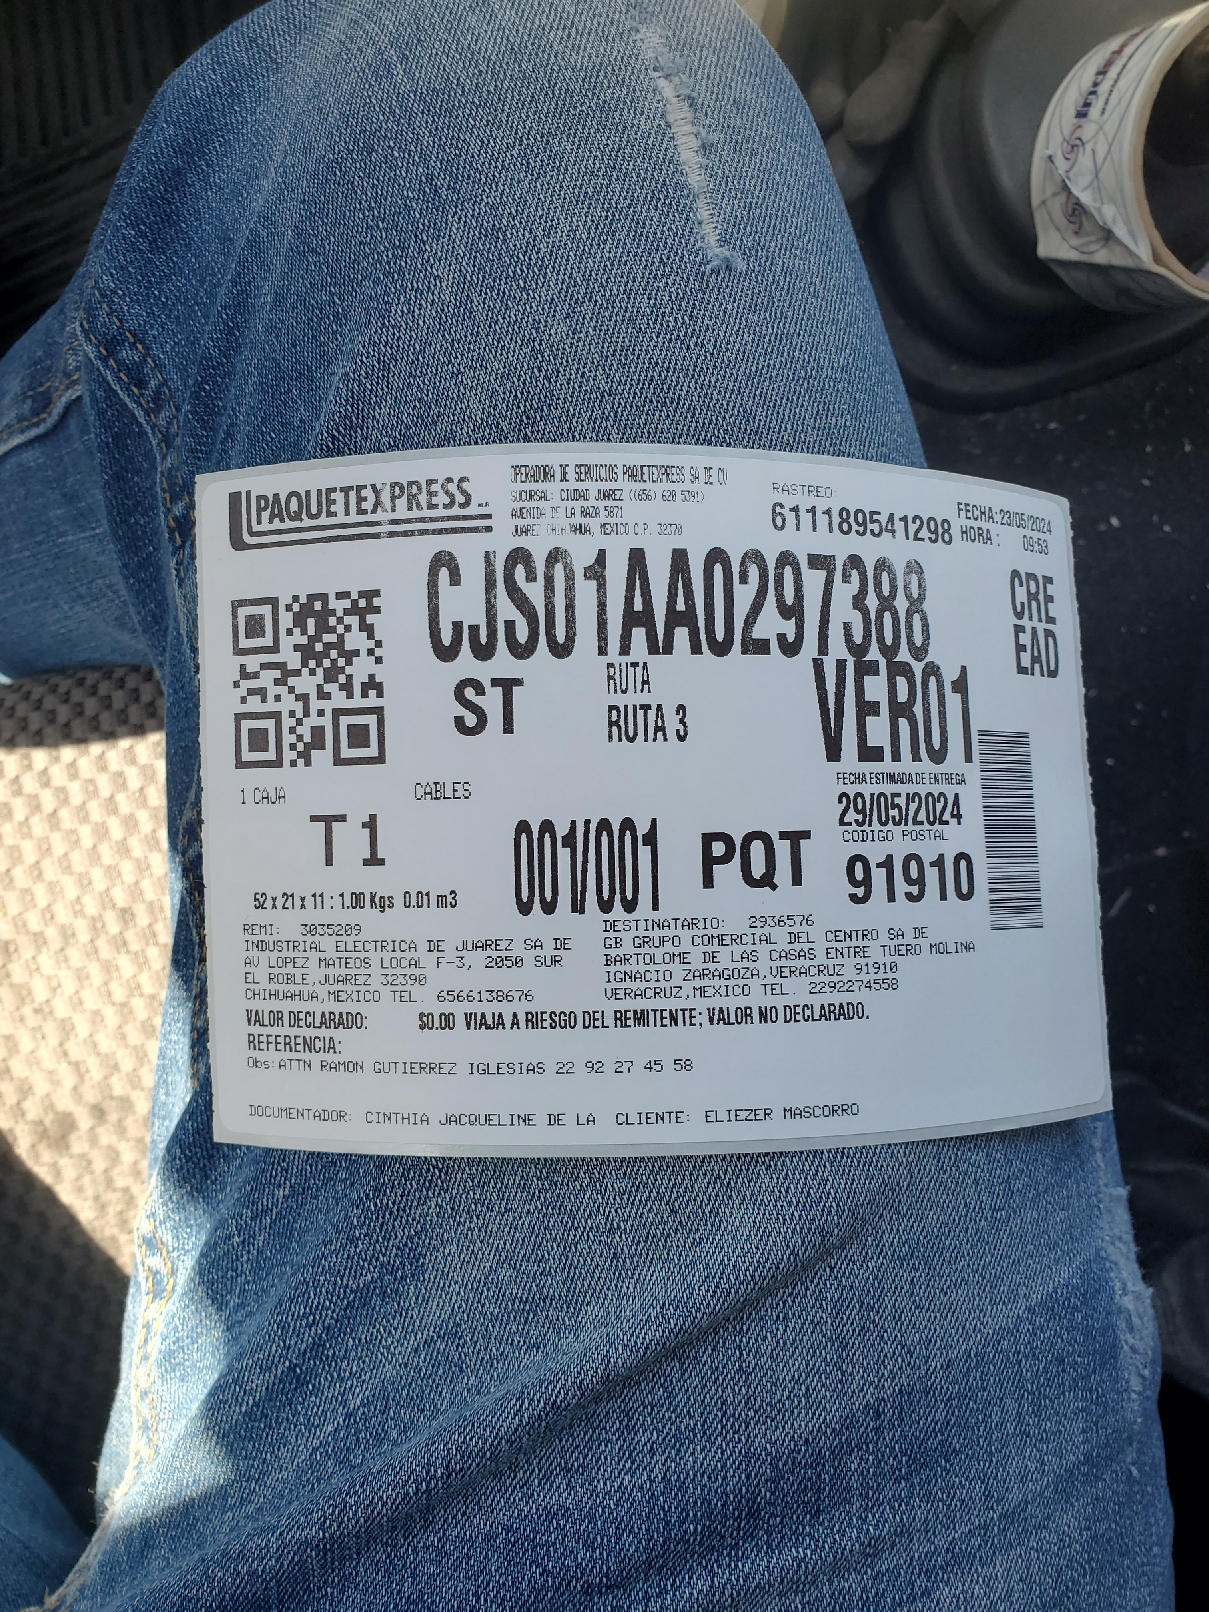 PAQUETEXPRESS
OPERADORA DE SERVICIOS PAQUETEXPRESS SA DE CV
SUCURSAL: CIUDAD JUAREZ ((656) 620 5391)
AVENIDA DE LA RAZA 5871
JUAREZ CHIHUAHUA, MEXICO C.P. 32370
RASTREO:
611189541298
FECHA:23/05/2024
HORA: 09:53
CJS01AA0297388
CRE
EAD
ST
RUTA
RUTA 3
VER01
FECHA ESTIMADA DE ENTREGA
29/05/2024
CODIGO POSTAL
91910
1 CAJA
CABLES
T1
001/001
PQT
52 x 21 x 11 : 1.00 Kgs 0.01 m3
REMI: 3035209
INDUSTRIAL ELECTRICA DE JUAREZ SA DE
AV LOPEZ MATEOS LOCAL F-3, 2050 SUR
EL ROBLE,JUAREZ 32390
CHIHUAHUA,MEXICO TEL. 6566138676
DESTINATARIO: 2936576
GB GRUPO COMERCIAL DEL CENTRO SA DE
BARTOLOME DE LAS CASAS ENTRE TUERO MOLINA
IGNACIO ZARAGOZA,VERACRUZ 91910
VERACRUZ,MEXICO TEL. 2292274558
VALOR DECLARADO: $0.00 VIAJA A RIESGO DEL REMITENTE; VALOR NO DECLARADO.
REFERENCIA:
Obs:ATTN RAMON GUTIERREZ IGLESIAS 22 92 27 45 58
DOCUMENTADOR: CINTHIA JACQUELINE DE LA CLIENTE: ELIEZER MASCORRO